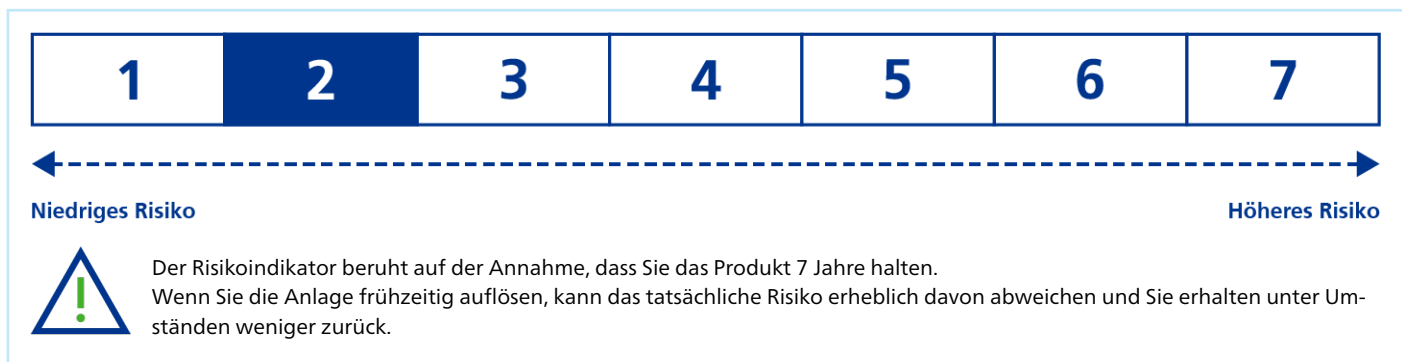 1 2 3 4 5 6 7
Niedriges Risiko Höheres Risiko
Der Risikoindikator beruht auf der Annahme, dass Sie das Produkt 7 Jahre halten.
Wenn Sie die Anlage frühzeitig auflösen, kann das tatsächliche Risiko erheblich davon abweichen und Sie erhalten unter Um-
ständen weniger zurück.